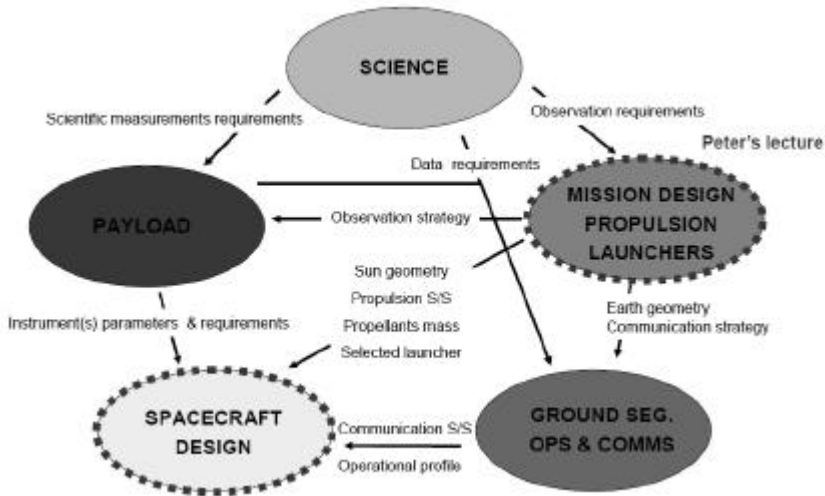 SCIENCE
Scientific measurements requirements
Observation requirements
Peter's lecture
Data requirements
PAYLOAD
MISSION DESIGN
PROPULSION
LAUNCHERS
Observation strategy
Sun geometry
Propulsion S/S
Propellants mass
Selected launcher
Earth geometry
Communication strategy
Instrument(s) parameters & requirements
SPACECRAFT
DESIGN
Communication S/S
Operational profile
GROUND SEG.
OPS & COMMS